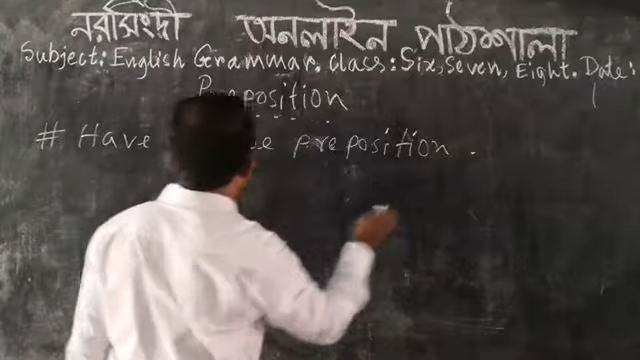 নরসিংদী অনলাইন পাঠশালা
Subject: English Grammar. Class: Six, Seven, Eight. Date:
Preposition
# Have preposition.